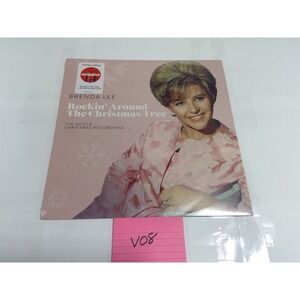 BRENDA LEE
Rockin' Around
The Christmas Tree
THE DECCA
CHRISTMAS RECORDINGS
V08